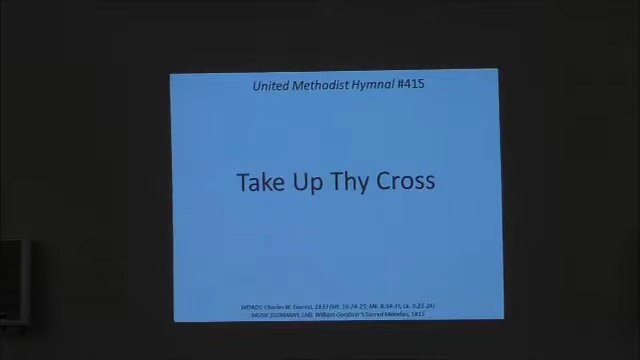 United Methodist Hymnal #415
Take Up Thy Cross
WORDS: Charles W. Everest, 1833 (Mt. 16:24-25; Mk. 8:34-35, Lk. 9:23-24)
MUSIC (GERMANY, LM): William Gardiner's Sacred Melodies, 1815